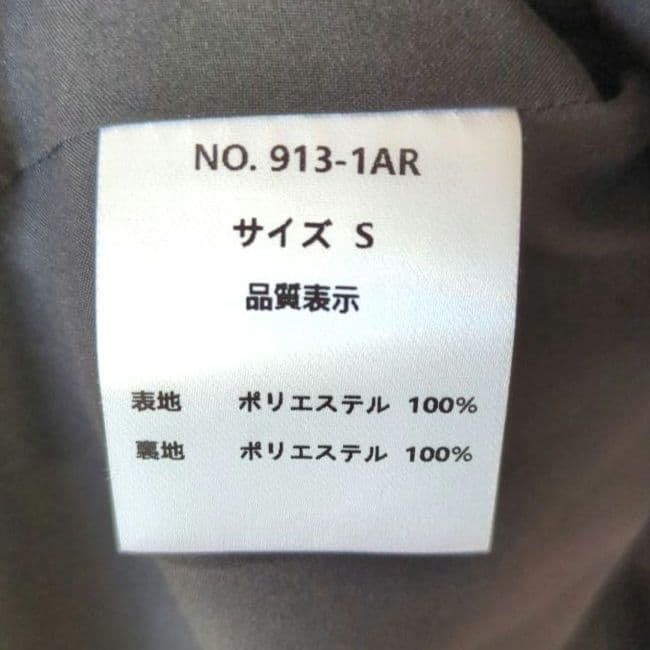 NO. 913-1AR
サイズ S
品質表示
表地 ポリエステル 100%
裏地 ポリエステル 100%